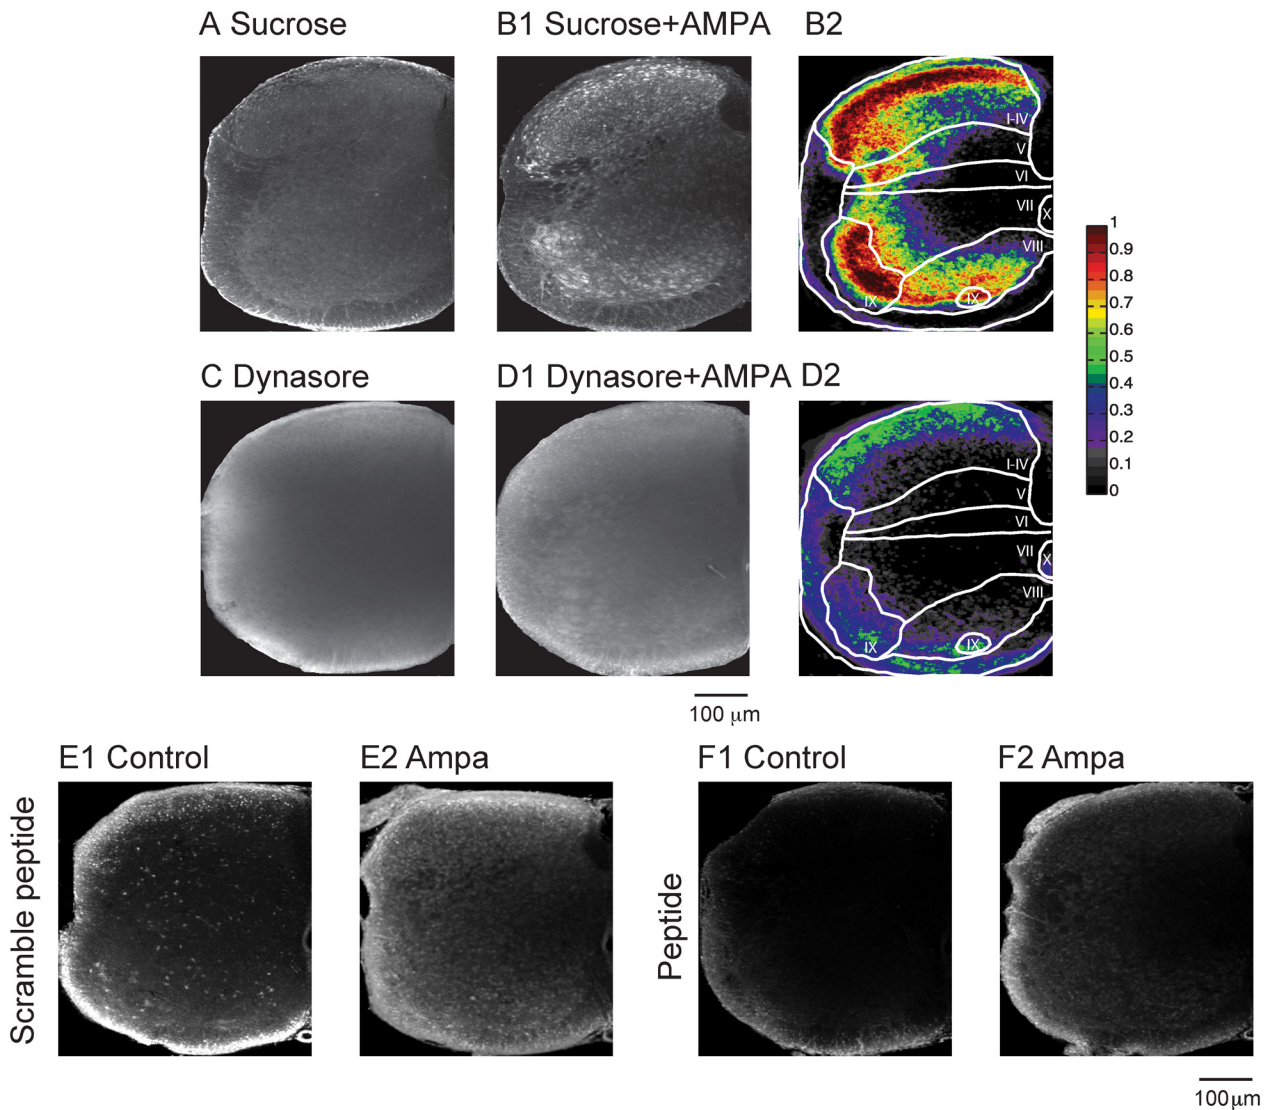 A Sucrose
B1 Sucrose+AMPA
B2
I-IV
V
VI
VII
X
VIII
IX
IX
1
0.9
0.8
0.7
0.6
0.5
0.4
0.3
0.2
0.1
0
C Dynasore
D1 Dynasore+AMPA
D2
I-IV
V
VI
VII
X
VIII
IX
IX
100 μm
E1 Control
E2 Ampa
F1 Control
F2 Ampa
Scramble peptide
Peptide
100μm